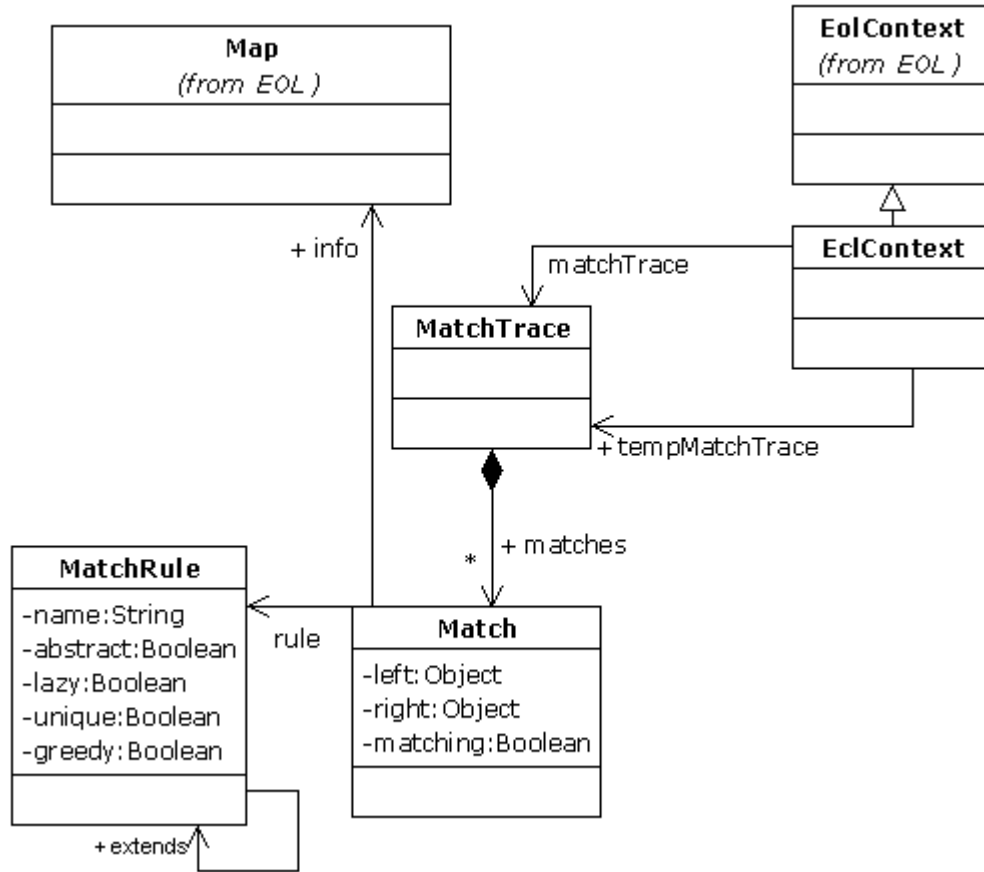 Map
(from EOL)
EolContext
(from EOL)
+ info
matchTrace
EclContext
MatchTrace
+ tempMatchTrace
+ matches
*
MatchRule
-name:String
-abstract:Boolean
-lazy:Boolean
-unique:Boolean
-greedy:Boolean
rule
Match
-left:Object
-right:Object
-matching:Boolean
+ extends